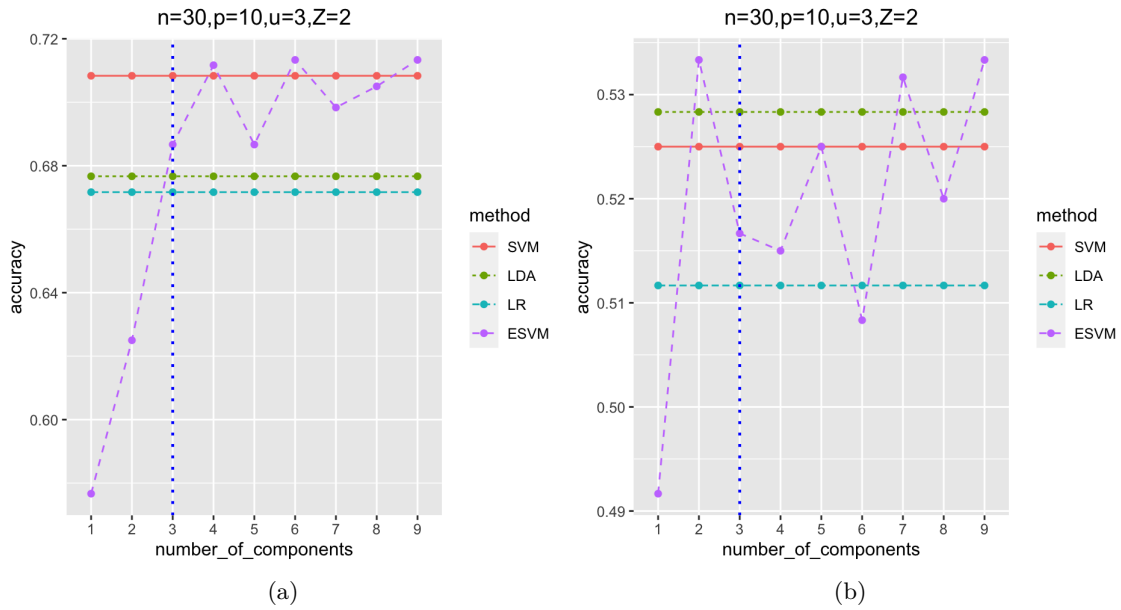 n=30,p=10,u=3,Z=2
0.72
0.68
0.64
0.60
accuracy
1 2 3 4 5 6 7 8 9
number_of_components
method
SVM
LDA
LR
ESVM
(a)
n=30,p=10,u=3,Z=2
0.53
0.52
0.51
0.50
0.49
accuracy
1 2 3 4 5 6 7 8 9
number_of_components
method
SVM
LDA
LR
ESVM
(b)